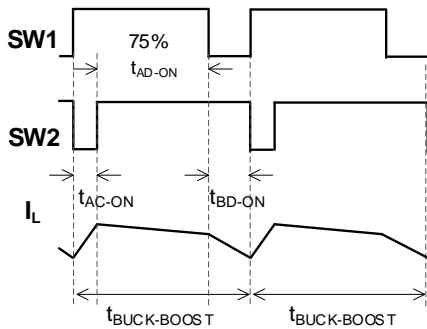 SW1
75%
tAD-ON
SW2
tAC-ON
tBD-ON
IL
tBUCK-BOOST
tBUCK-BOOST